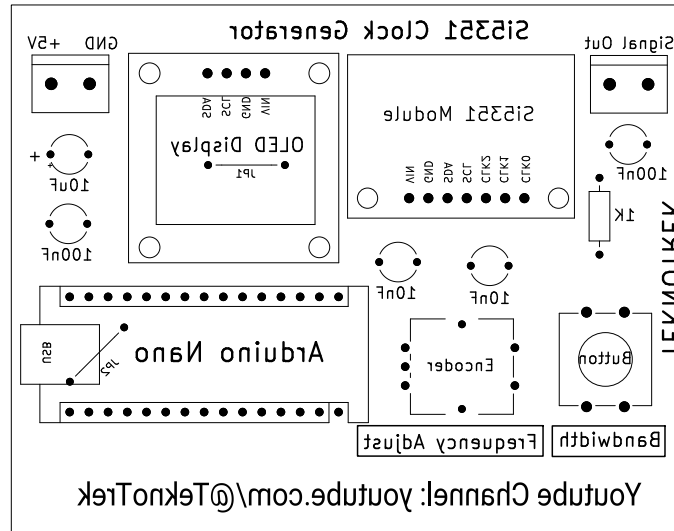 Si5351 Clock Generator
+5V GND
Signal Out
SDA
SCL
GND
VIN
OLED Display
JP1
Si5351 Module
VIN
GND
SDA
SCL
CLK2
CLK1
CLK0
+
10uF
100nF
100nF
1K
TEKNOTREK
10nF
10nF
USB
JP2
Arduino Nano
Encoder
Button
Frequency Adjust
Bandwidth
Youtube Channel: youtube.com/@TeknoTrek